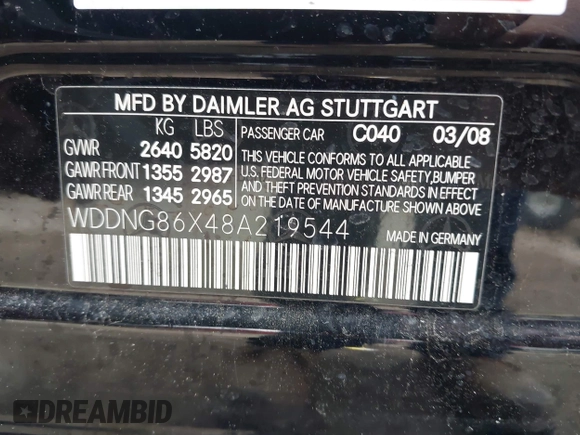 MFD BY DAIMLER AG STUTTGART
KG LBS
GVWR 2640 5820
GAWR FRONT 1355 2987
GAWR REAR 1345 2965
PASSENGER CAR C040 03/08
THIS VEHICLE CONFORMS TO ALL APPLICABLE
U.S. FEDERAL MOTOR VEHICLE SAFETY,BUMPER,
AND THEFT PREVENTION STANDARDS IN EFFECT
ON THE DATE OF MANUFACTURE SHOWN ABOVE.
WDDNG86X48A219544 MADE IN GERMANY
DREAMBID